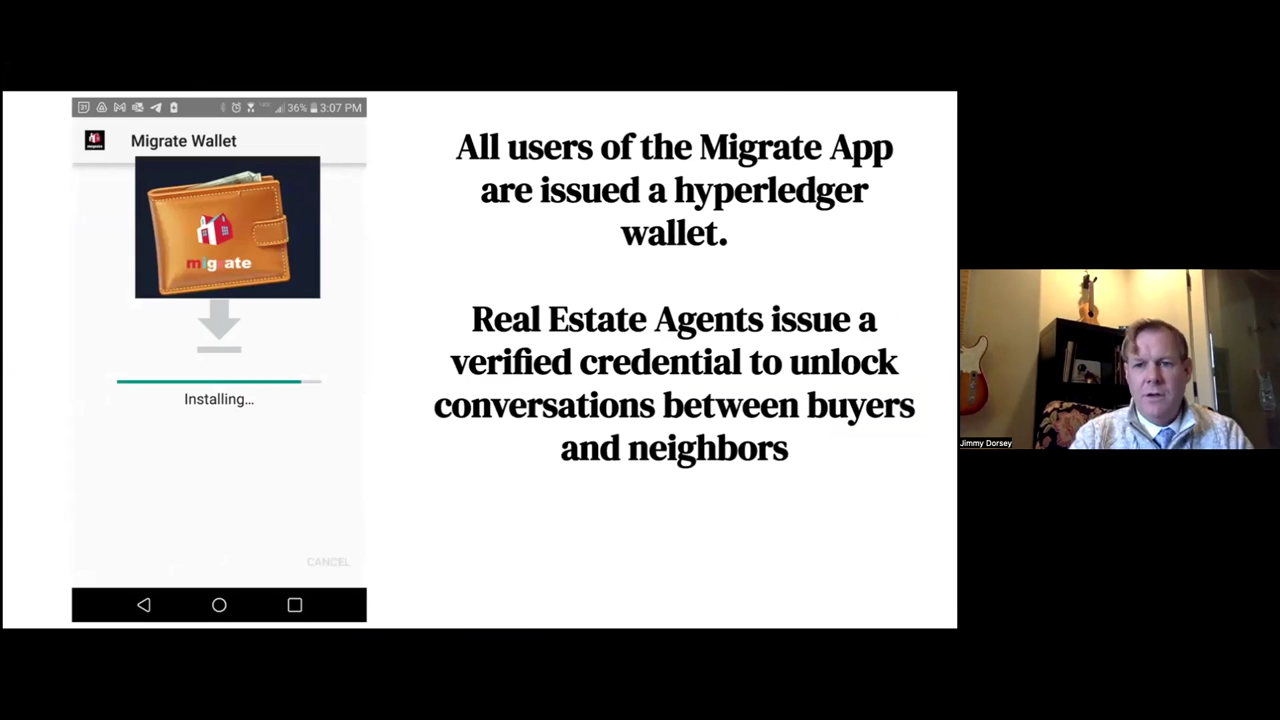 31 36% 3:07 PM
Migrate Wallet
migrate
Installing...
CANCEL
All users of the Migrate App
are issued a hyperledger
wallet.
Real Estate Agents issue a
verified credential to unlock
conversations between buyers
and neighbors
Jimmy Dorsey